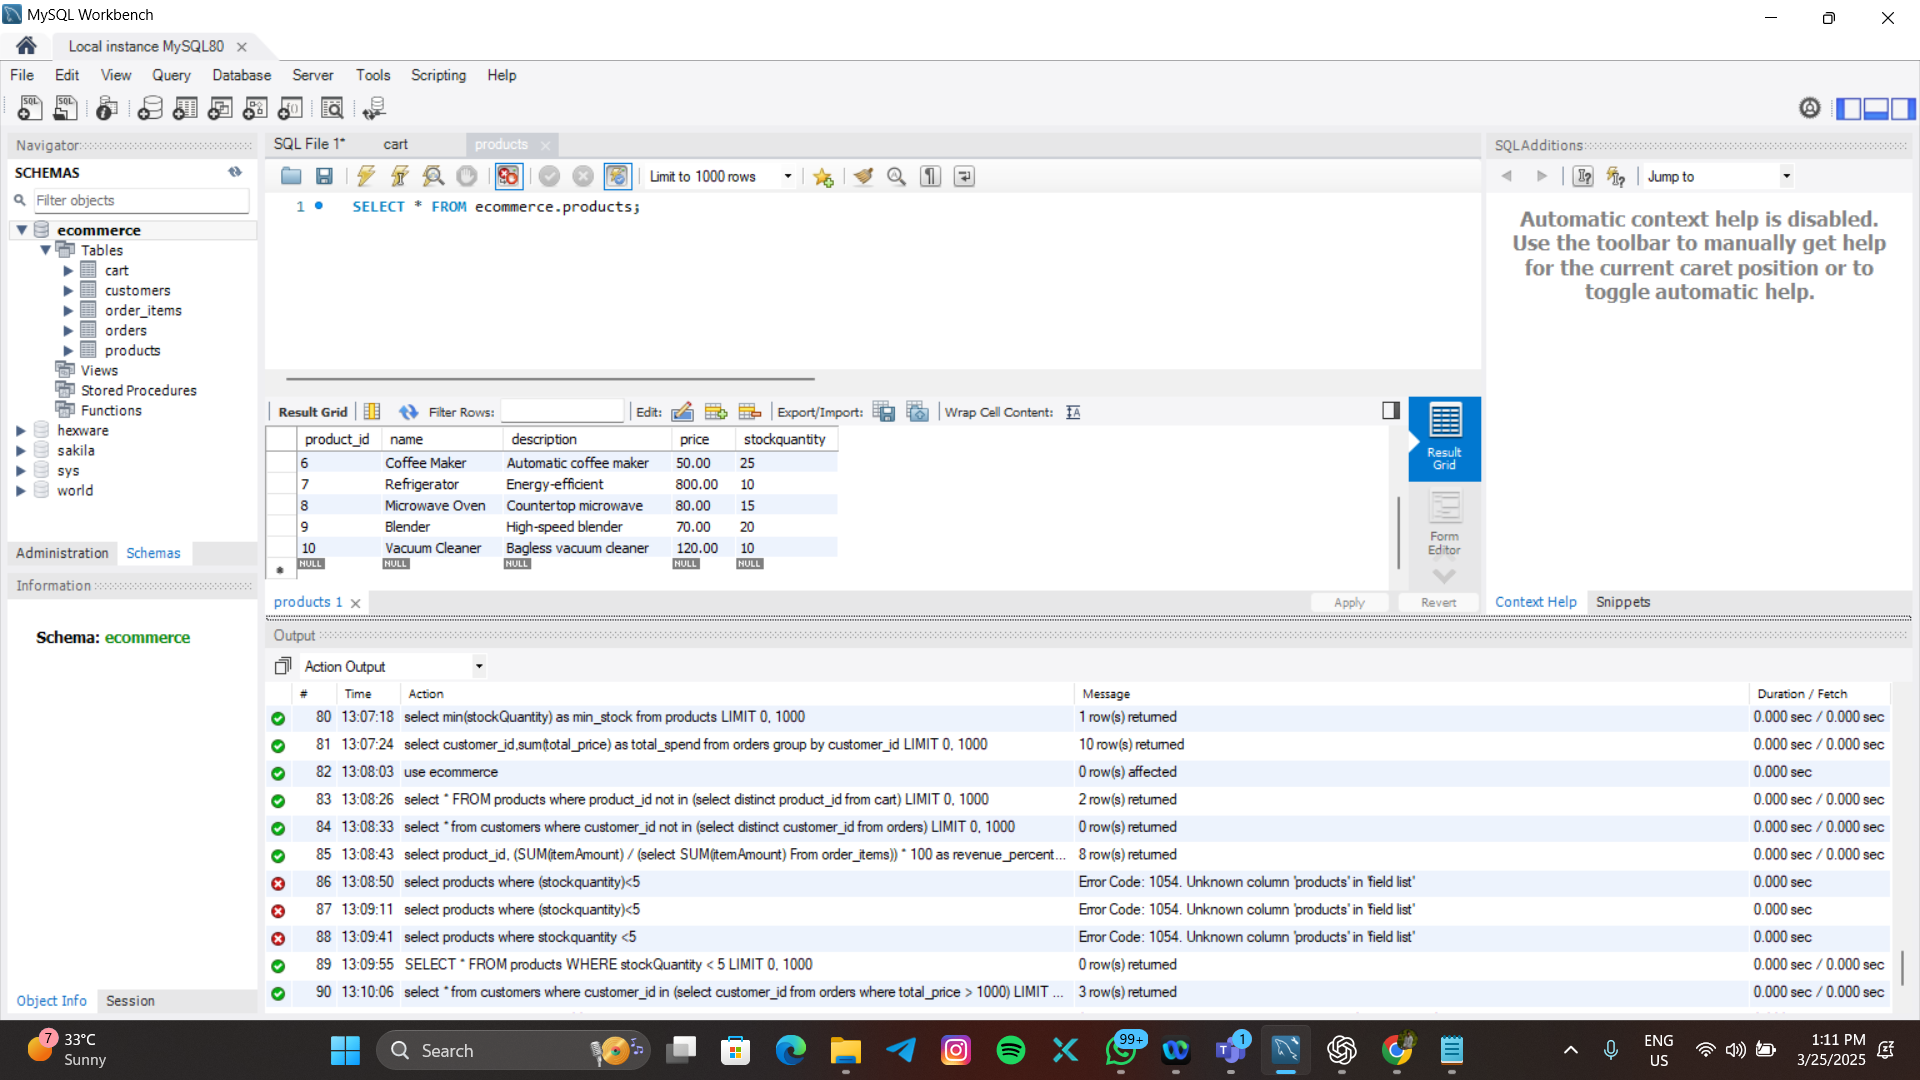 MySQL Workbench
Local instance MySQL80
File Edit View Query Database Server Tools Scripting Help
Navigator
SCHEMAS
Filter objects
ecommerce
Tables
cart
customers
order_items
orders
products
Views
Stored Procedures
Functions
hexware
sakila
sys
world
Administration Schemas
Information
Schema: ecommerce
Object Info Session
SQL File 1* cart products
Limit to 1000 rows
1 SELECT * FROM ecommerce.products;
Result Grid Filter Rows: Edit: Export/Import: Wrap Cell Content:
product_id name description price stockquantity
6 Coffee Maker Automatic coffee maker 50.00 25
7 Refrigerator Energy-efficient 800.00 10
8 Microwave Oven Countertop microwave 80.00 15
9 Blender High-speed blender 70.00 20
10 Vacuum Cleaner Bagless vacuum cleaner 120.00 10
NULL NULL NULL NULL NULL
Result Grid
Form Editor
products 1 Apply Revert
SQLAdditions
Jump to
Automatic context help is disabled.
Use the toolbar to manually get help
for the current caret position or to
toggle automatic help.
Context Help Snippets
Output
Action Output
# Time Action Message Duration / Fetch
80 13:07:18 select min(stockQuantity) as min_stock from products LIMIT 0, 1000 1 row(s) returned 0.000 sec / 0.000 sec
81 13:07:24 select customer_id,sum(total_price) as total_spend from orders group by customer_id LIMIT 0, 1000 10 row(s) returned 0.000 sec / 0.000 sec
82 13:08:03 use ecommerce 0 row(s) affected 0.000 sec
83 13:08:26 select * FROM products where product_id not in (select distinct product_id from cart) LIMIT 0, 1000 2 row(s) returned 0.000 sec / 0.000 sec
84 13:08:33 select * from customers where customer_id not in (select distinct customer_id from orders) LIMIT 0, 1000 0 row(s) returned 0.000 sec / 0.000 sec
85 13:08:43 select product_id, (SUM(itemAmount) / (select SUM(itemAmount) From order_items)) * 100 as revenue_percent... 8 row(s) returned 0.000 sec / 0.000 sec
86 13:08:50 select products where (stockquantity)<5 Error Code: 1054. Unknown column 'products' in 'field list' 0.000 sec
87 13:09:11 select products where (stockquantity)<5 Error Code: 1054. Unknown column 'products' in 'field list' 0.000 sec
88 13:09:41 select products where stockquantity <5 Error Code: 1054. Unknown column 'products' in 'field list' 0.000 sec
89 13:09:55 SELECT * FROM products WHERE stockQuantity < 5 LIMIT 0, 1000 0 row(s) returned 0.000 sec / 0.000 sec
90 13:10:06 select * from customers where customer_id in (select customer_id from orders where total_price > 1000) LIMIT ... 3 row(s) returned 0.000 sec / 0.000 sec
7 33°C
Sunny
Search
99+
1
ENG
US
1:11 PM
3/25/2025